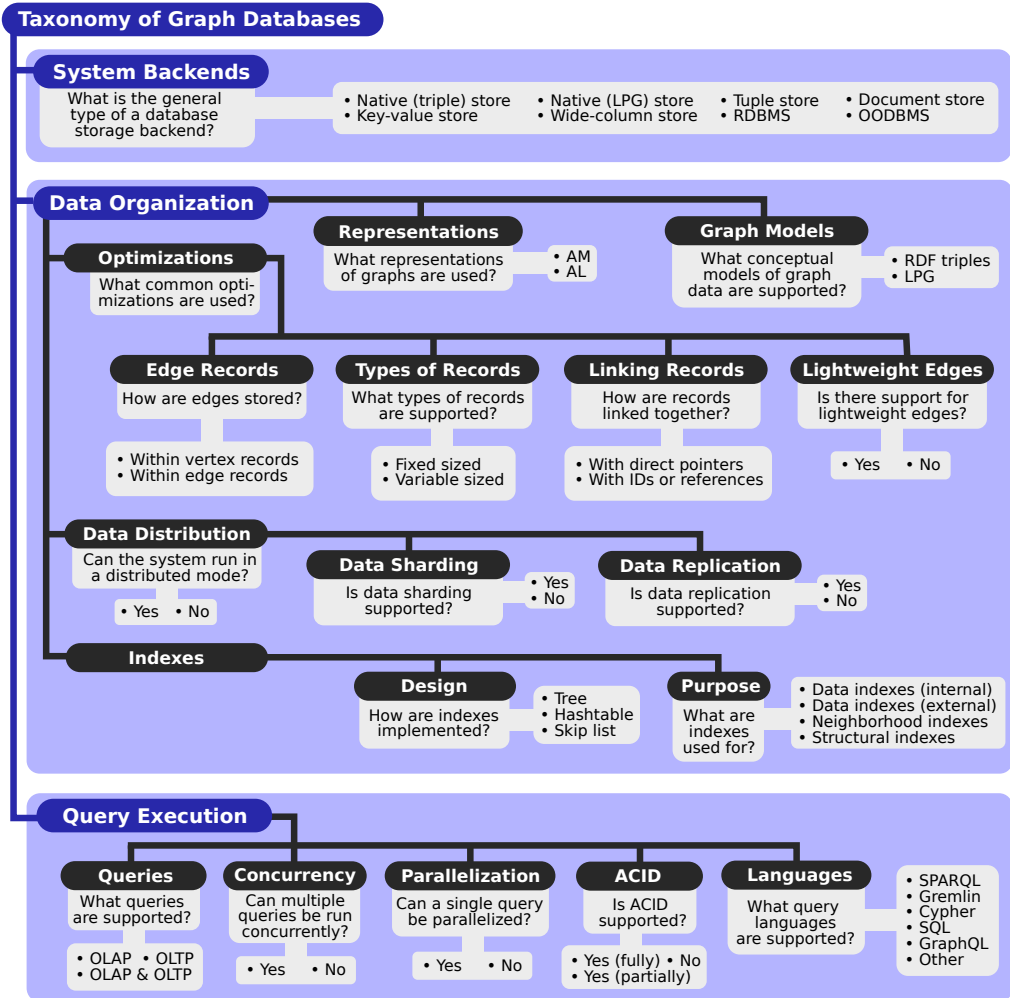 Taxonomy of Graph Databases
System Backends
What is the general
type of a database
storage backend?
• Native (triple) store
• Key-value store
• Native (LPG) store
• Wide-column store
• Tuple store
• RDBMS
• Document store
• OODBMS
Data Organization
Representations
What representations
of graphs are used?
• AM
• AL
Graph Models
What conceptual
models of graph
data are supported?
• RDF triples
• LPG
Optimizations
What common opti-
mizations are used?
Edge Records
How are edges stored?
• Within vertex records
• Within edge records
Types of Records
What types of records
are supported?
• Fixed sized
• Variable sized
Linking Records
How are records
linked together?
• With direct pointers
• With IDs or references
Lightweight Edges
Is there support for
lightweight edges?
• Yes • No
Data Distribution
Can the system run in
a distributed mode?
• Yes • No
Data Sharding
Is data sharding
supported?
• Yes
• No
Data Replication
Is data replication
supported?
• Yes
• No
Indexes
Design
How are indexes
implemented?
• Tree
• Hashtable
• Skip list
Purpose
What are
indexes
used for?
• Data indexes (internal)
• Data indexes (external)
• Neighborhood indexes
• Structural indexes
Query Execution
Queries
What queries
are supported?
• OLAP • OLTP
• OLAP & OLTP
Concurrency
Can multiple
queries be run
concurrently?
• Yes • No
Parallelization
Can a single query
be parallelized?
• Yes • No
ACID
Is ACID
supported?
• Yes (fully) • No
• Yes (partially)
Languages
What query
languages
are supported?
• SPARQL
• Gremlin
• Cypher
• SQL
• GraphQL
• Other